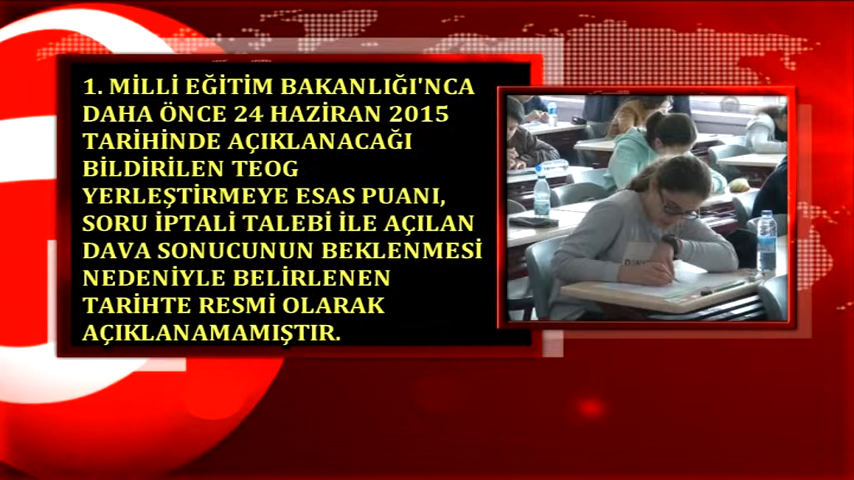 1. MİLLİ EĞİTİM BAKANLIĞI'NCA
DAHA ÖNCE 24 HAZİRAN 2015
TARİHİNDE AÇIKLANACAĞI
BİLDİRİLEN TEOG
YERLEŞTİRMEYE ESAS PUANI,
SORU İPTALİ TALEBİ İLE AÇILAN
DAVA SONUCUNUN BEKLENMESİ
NEDENİYLE BELİRLENEN
TARİHTE RESMİ OLARAK
AÇIKLANAMAMIŞTIR.